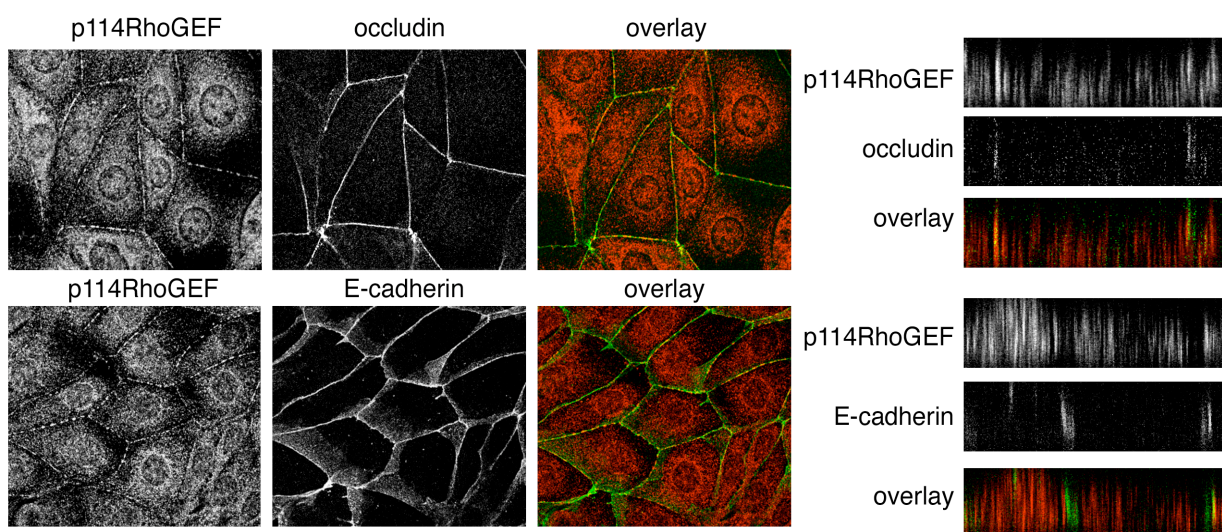 p114RhoGEF occludin overlay
p114RhoGEF
occludin
overlay
p114RhoGEF E-cadherin overlay
p114RhoGEF
E-cadherin
overlay